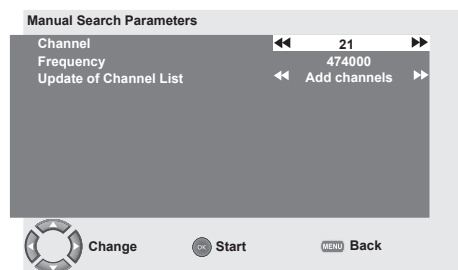 Manual Search Parameters
Channel 21
Frequency 474000
Update of Channel List Add channels
Change OK Start MENU Back